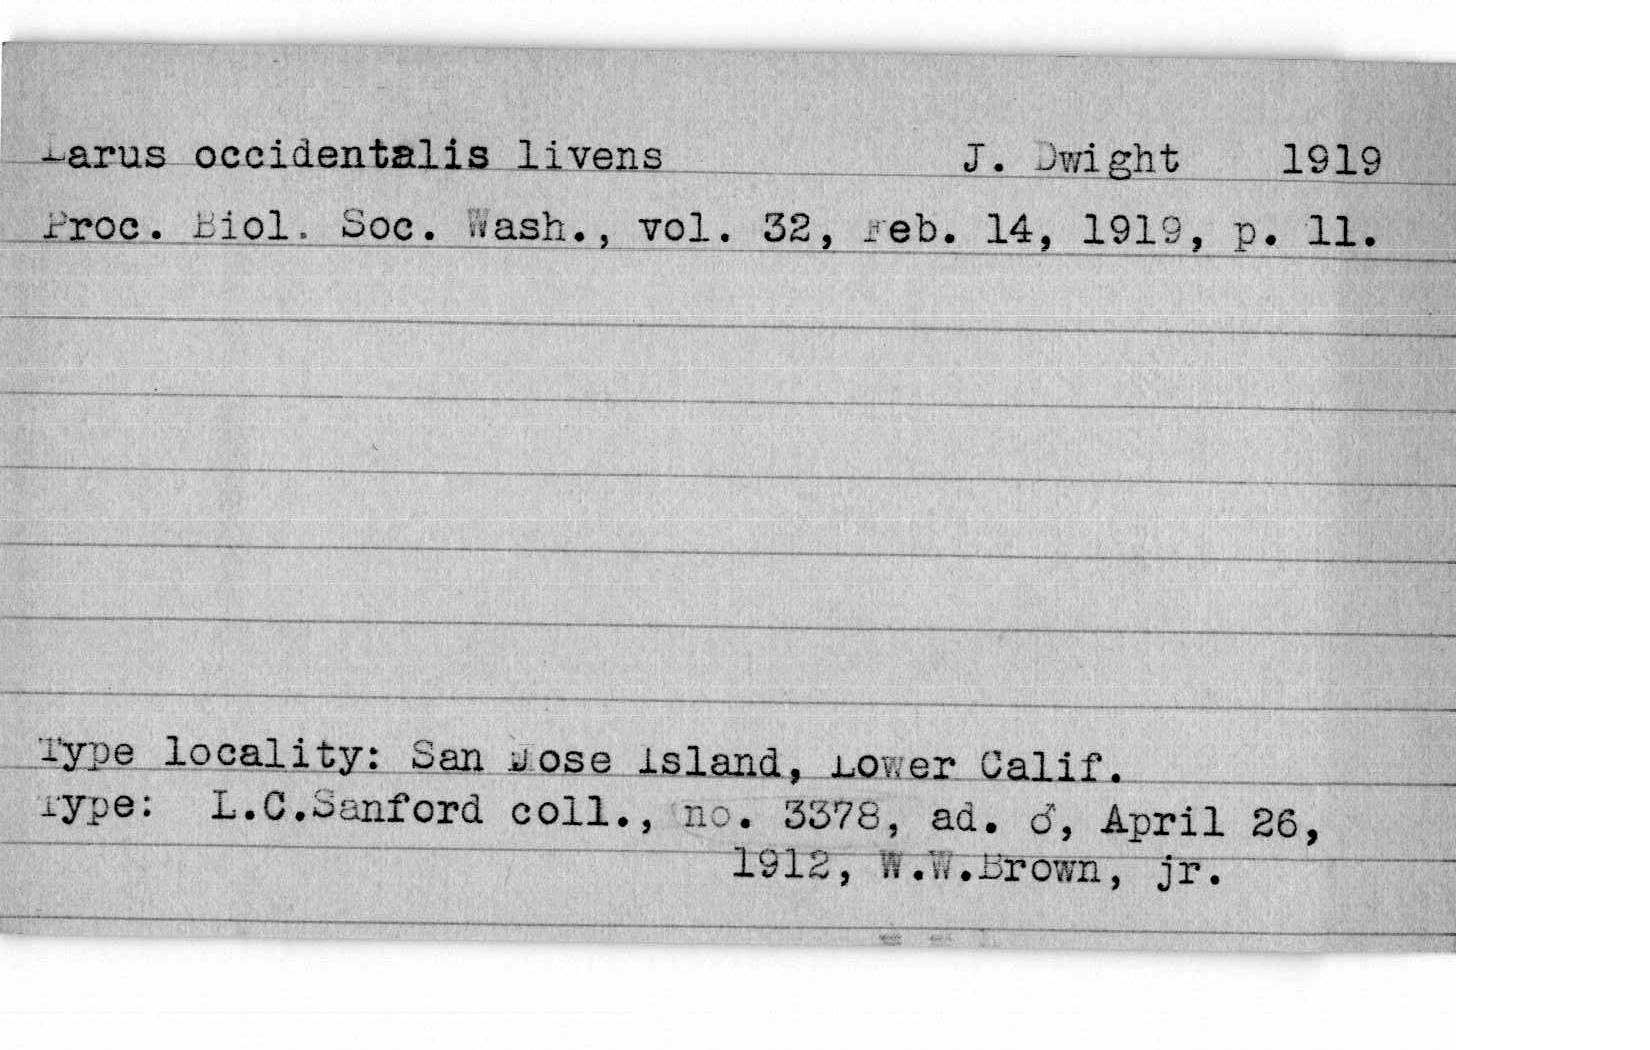 Larus occidentalis livens J. Dwight 1919
Proc. Biol. Soc. Wash., vol. 32, Feb. 14, 1919, p. 11.
Type locality: San Jose Island, Lower Calif.
Type: L.C.Sanford coll., no. 3378, ad. ♂, April 26,
1912, W.W.Brown, jr.